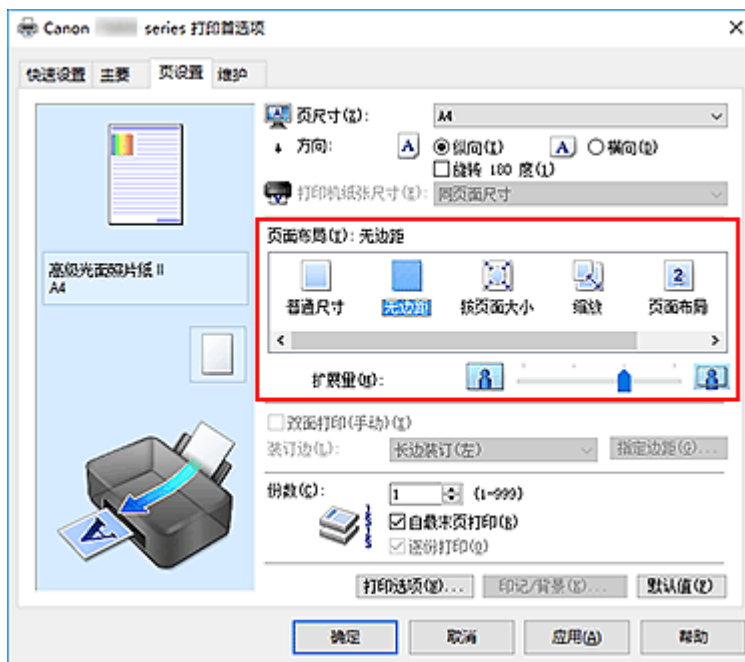 Canon series 打印首选项
快速设置 主要 页设置 维护
页尺寸(Z): A4
方向: A 纵向(T) A 横向(D)
旋转 180 度(1)
打印机纸张尺寸(E): 同页面尺寸
页面布局(I): 无边距
普通尺寸 无边距 按页面大小 缩放 页面布局
2
扩展量(M):
高级光面照片纸 II
A4
双面打印(手动)(X)
装订边(L): 长边装订(左) 指定边距(G)...
份数(C): 1 (1-999)
自最末页打印(R)
逐份打印(O)
打印选项(N)... 印记/背景(K)... 默认值(F)
确定 取消 应用(A) 帮助